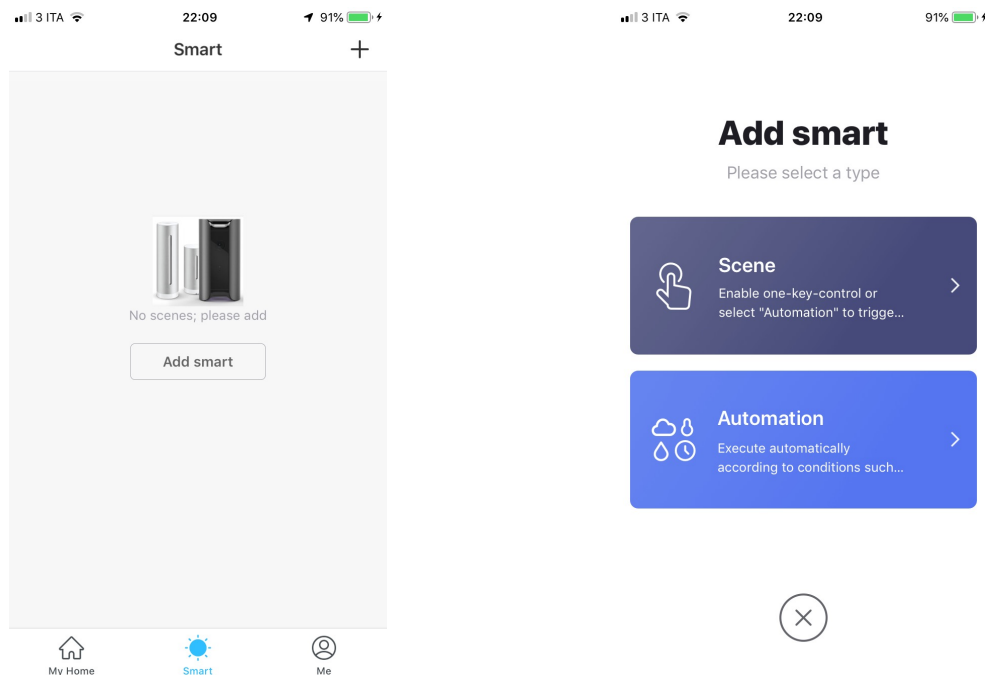 3 ITA
22:09
91%
Smart
No scenes; please add
Add smart
My Home
Smart
Me
3 ITA
22:09
91%
Add smart
Please select a type
Scene
Enable one-key-control or
select "Automation" to trigge...
Automation
Execute automatically
according to conditions such...